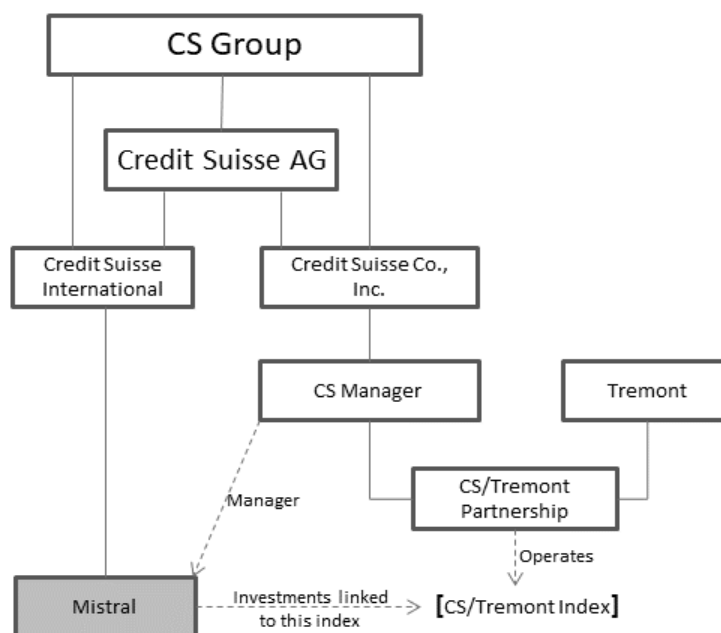 CS Group
Credit Suisse AG
Credit Suisse
International
Credit Suisse Co.,
Inc.
CS Manager
Tremont
Manager
CS/Tremont
Partnership
Operates
Mistral
Investments linked
to this index
[CS/Tremont Index]